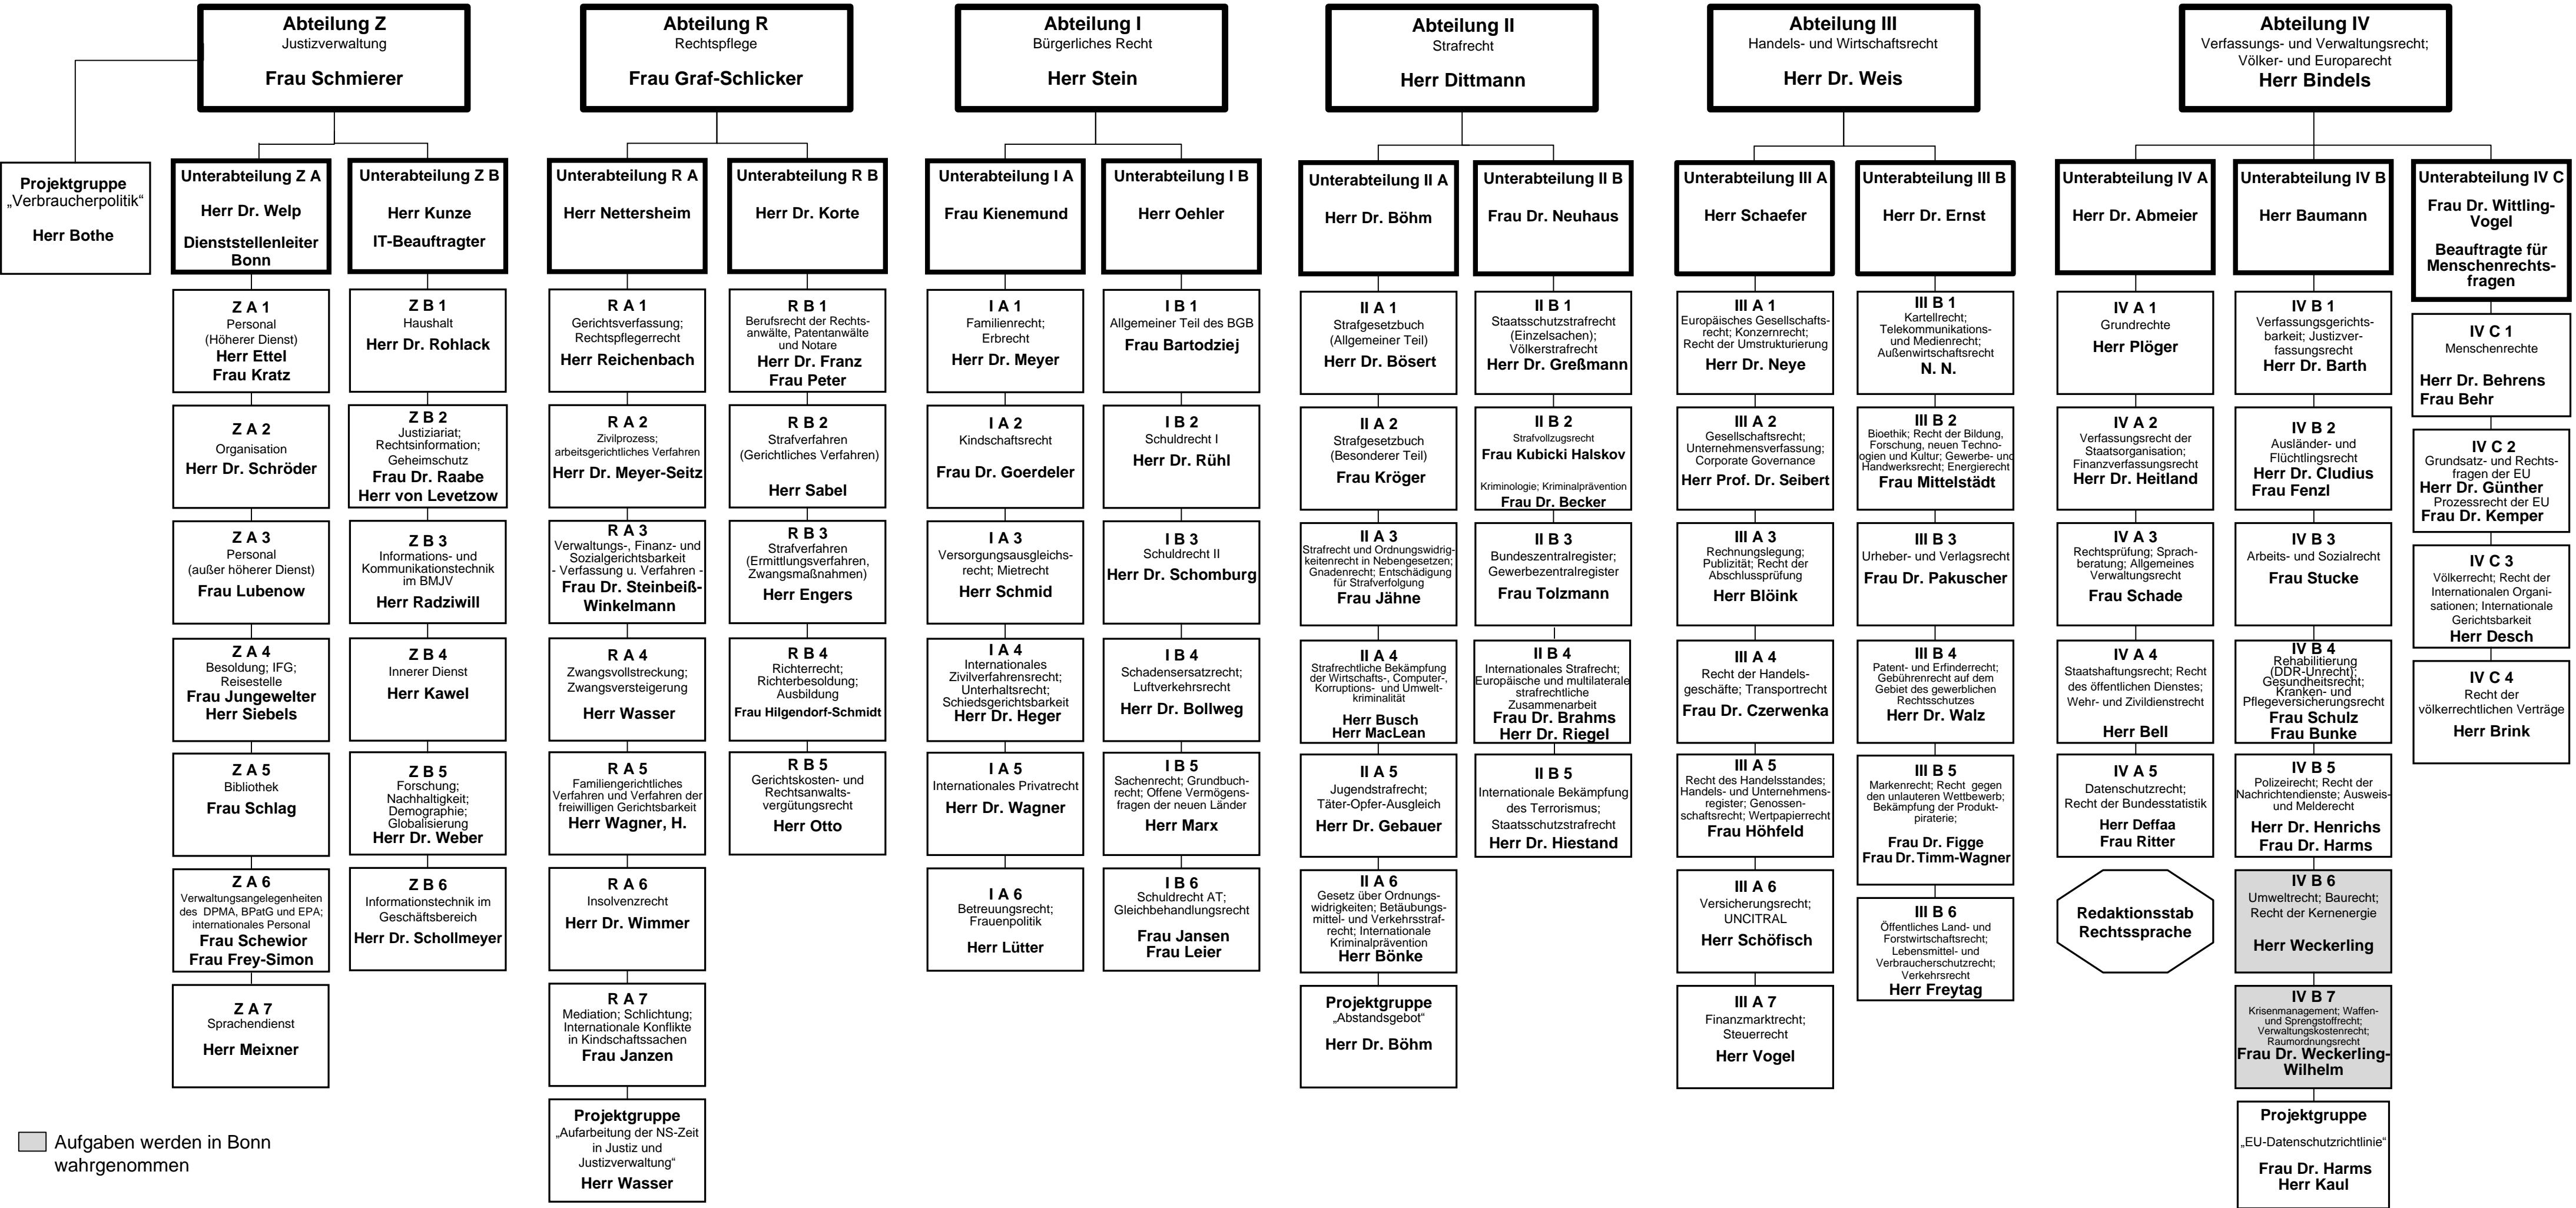 Abteilung Z
Justizverwaltung
Frau Schmierer
Projektgruppe
„Verbraucherpolitik“
Herr Bothe
Unterabteilung Z A
Herr Dr. Welp
Dienststellenleiter
Bonn
Z A 1
Personal
(Höherer Dienst)
Herr Ettel
Frau Kratz
Z A 2
Organisation
Herr Dr. Schröder
Z A 3
Personal
(außer höherer Dienst)
Frau Lubenow
Z A 4
Besoldung; IFG;
Reisestelle
Frau Jungewelter
Herr Siebels
Z A 5
Bibliothek
Frau Schlag
Z A 6
Verwaltungsangelegenheiten
des DPMA, BPatG und EPA;
internationales Personal
Frau Schewior
Frau Frey-Simon
Z A 7
Sprachendienst
Herr Meixner
Unterabteilung Z B
Herr Kunze
IT-Beauftragter
Z B 1
Haushalt
Herr Dr. Rohlack
Z B 2
Justiziariat;
Rechtsinformation;
Geheimschutz
Frau Dr. Raabe
Herr von Levetzow
Z B 3
Informations- und
Kommunikationstechnik
im BMJV
Herr Radziwill
Z B 4
Innerer Dienst
Herr Kawel
Z B 5
Forschung;
Nachhaltigkeit;
Demographie;
Globalisierung
Herr Dr. Weber
Z B 6
Informationstechnik im
Geschäftsbereich
Herr Dr. Schollmeyer
Abteilung R
Rechtspflege
Frau Graf-Schlicker
Unterabteilung R A
Herr Nettersheim
R A 1
Gerichtsverfassung;
Rechtspflegerrecht
Herr Reichenbach
R A 2
Zivilprozess;
arbeitsgerichtliches Verfahren
Herr Dr. Meyer-Seitz
R A 3
Verwaltungs-, Finanz- und
Sozialgerichtsbarkeit
- Verfassung u. Verfahren -
Frau Dr. Steinbeiß-
Winkelmann
R A 4
Zwangsvollstreckung;
Zwangsversteigerung
Herr Wasser
R A 5
Familiengerichtliches
Verfahren und Verfahren der
freiwilligen Gerichtsbarkeit
Herr Wagner, H.
R A 6
Insolvenzrecht
Herr Dr. Wimmer
R A 7
Mediation; Schlichtung;
Internationale Konflikte
in Kindschaftssachen
Frau Janzen
Projektgruppe
„Aufarbeitung der NS-Zeit
in Justiz und
Justizverwaltung“
Herr Wasser
Unterabteilung R B
Herr Dr. Korte
R B 1
Berufsrecht der Rechts-
anwälte, Patentanwälte
und Notare
Herr Dr. Franz
Frau Peter
R B 2
Strafverfahren
(Gerichtliches Verfahren)
Herr Sabel
R B 3
Strafverfahren
(Ermittlungsverfahren,
Zwangsmaßnahmen)
Herr Engers
R B 4
Richterrecht;
Richterbesoldung;
Ausbildung
Frau Hilgendorf-Schmidt
R B 5
Gerichtskosten- und
Rechtsanwalts-
vergütungsrecht
Herr Otto
Abteilung I
Bürgerliches Recht
Herr Stein
Unterabteilung I A
Frau Kienemund
I A 1
Familienrecht;
Erbrecht
Herr Dr. Meyer
I A 2
Kindschaftsrecht
Frau Dr. Goerdeler
I A 3
Versorgungsausgleichs-
recht; Mietrecht
Herr Schmid
I A 4
Internationales
Zivilverfahrensrecht;
Unterhaltsrecht;
Schiedsgerichtsbarkeit
Herr Dr. Heger
I A 5
Internationales Privatrecht
Herr Dr. Wagner
I A 6
Betreuungsrecht;
Frauenpolitik
Herr Lütter
Unterabteilung I B
Herr Oehler
I B 1
Allgemeiner Teil des BGB
Frau Bartodziej
I B 2
Schuldrecht I
Herr Dr. Rühl
I B 3
Schuldrecht II
Herr Dr. Schomburg
I B 4
Schadensersatzrecht;
Luftverkehrsrecht
Herr Dr. Bollweg
I B 5
Sachenrecht; Grundbuch-
recht; Offene Vermögens-
fragen der neuen Länder
Herr Marx
I B 6
Schuldrecht AT;
Gleichbehandlungsrecht
Frau Jansen
Frau Leier
Abteilung II
Strafrecht
Herr Dittmann
Unterabteilung II A
Herr Dr. Böhm
II A 1
Strafgesetzbuch
(Allgemeiner Teil)
Herr Dr. Bösert
II A 2
Strafgesetzbuch
(Besonderer Teil)
Frau Kröger
II A 3
Strafrecht und Ordnungswidrig-
keitenrecht in Nebengesetzen;
Gnadenrecht; Entschädigung
für Strafverfolgung
Frau Jähne
II A 4
Strafrechtliche Bekämpfung
der Wirtschafts-, Computer-,
Korruptions- und Umwelt-
kriminalität
Herr Busch
Herr MacLean
II A 5
Jugendstrafrecht;
Täter-Opfer-Ausgleich
Herr Dr. Gebauer
II A 6
Gesetz über Ordnungs-
widrigkeiten; Betäubungs-
mittel- und Verkehrsstraf-
recht; Internationale
Kriminalprävention
Herr Bönke
Projektgruppe
„Abstandsgebot“
Herr Dr. Böhm
Unterabteilung II B
Frau Dr. Neuhaus
II B 1
Staatsschutzstrafrecht
(Einzelsachen);
Völkerstrafrecht
Herr Dr. Greßmann
II B 2
Strafvollzugsrecht
Frau Kubicki Halskov
Kriminologie; Kriminalprävention
Frau Dr. Becker
II B 3
Bundeszentralregister;
Gewerbezentralregister
Frau Tolzmann
II B 4
Internationales Strafrecht;
Europäische und multilaterale
strafrechtliche
Zusammenarbeit
Frau Dr. Brahms
Herr Dr. Riegel
II B 5
Internationale Bekämpfung
des Terrorismus;
Staatsschutzstrafrecht
Herr Dr. Hiestand
Abteilung III
Handels- und Wirtschaftsrecht
Herr Dr. Weis
Unterabteilung III A
Herr Schaefer
III A 1
Europäisches Gesellschafts-
recht; Konzernrecht;
Recht der Umstrukturierung
Herr Dr. Neye
III A 2
Gesellschaftsrecht;
Unternehmensverfassung;
Corporate Governance
Herr Prof. Dr. Seibert
III A 3
Rechnungslegung;
Publizität; Recht der
Abschlussprüfung
Herr Blöink
III A 4
Recht der Handels-
geschäfte; Transportrecht
Frau Dr. Czerwenka
III A 5
Recht des Handelsstandes;
Handels- und Unternehmens-
register; Genossen-
schaftsrecht; Wertpapierrecht
Frau Höhfeld
III A 6
Versicherungsrecht;
UNCITRAL
Herr Schöfisch
III A 7
Finanzmarktrecht;
Steuerrecht
Herr Vogel
Unterabteilung III B
Herr Dr. Ernst
III B 1
Kartellrecht;
Telekommunikations-
und Medienrecht;
Außenwirtschaftsrecht
N. N.
III B 2
Bioethik; Recht der Bildung,
Forschung, neuen Techno-
ogien und Kultur; Gewerbe- und
Handwerksrecht; Energierecht
Frau Mittelstädt
III B 3
Urheber- und Verlagsrecht
Frau Dr. Pakuscher
III B 4
Patent- und Erfinderrecht;
Gebührenrecht auf dem
Gebiet des gewerblichen
Rechtsschutzes
Herr Dr. Walz
III B 5
Markenrecht; Recht gegen
den unlauteren Wettbewerb;
Bekämpfung der Produkt-
piraterie;
Frau Dr. Figge
Frau Dr. Timm-Wagner
III B 6
Öffentliches Land- und
Forstwirtschaftsrecht;
Lebensmittel- und
Verbraucherschutzrecht;
Verkehrsrecht
Herr Freytag
Abteilung IV
Verfassungs- und Verwaltungsrecht;
Völker- und Europarecht
Herr Bindels
Unterabteilung IV A
Herr Dr. Abmeier
IV A 1
Grundrechte
Herr Plöger
IV A 2
Verfassungsrecht der
Staatsorganisation;
Finanzverfassungsrecht
Herr Dr. Heitland
IV A 3
Rechtsprüfung; Sprach-
beratung; Allgemeines
Verwaltungsrecht
Frau Schade
IV A 4
Staatshaftungsrecht; Recht
des öffentlichen Dienstes;
Wehr- und Zivildienstrecht
Herr Bell
IV A 5
Datenschutzrecht;
Recht der Bundesstatistik
Herr Deffaa
Frau Ritter
Redaktionsstab
Rechtssprache
Unterabteilung IV B
Herr Baumann
IV B 1
Verfassungsgerichts-
barkeit; Justizver-
fassungsrecht
Herr Dr. Barth
IV B 2
Ausländer- und
Flüchtlingsrecht
Herr Dr. Cludius
Frau Fenzl
IV B 3
Arbeits- und Sozialrecht
Frau Stucke
IV B 4
Rehabilitierung
(DDR-Unrecht);
Gesundheitsrecht;
Kranken- und
Pflegeversicherungsrecht
Frau Schulz
Frau Bunke
IV B 5
Polizeirecht; Recht der
Nachrichtendienste; Ausweis-
und Melderecht
Herr Dr. Henrichs
Frau Dr. Harms
IV B 6
Umweltrecht; Baurecht;
Recht der Kernenergie
Herr Weckerling
IV B 7
Krisenmanagement; Waffen-
und Sprengstoffrecht;
Verwaltungskostenrecht;
Raumordnungsrecht
Frau Dr. Weckerling-
Wilhelm
Projektgruppe
„EU-Datenschutzrichtlinie“
Frau Dr. Harms
Herr Kaul
Unterabteilung IV C
Frau Dr. Wittling-
Vogel
Beauftragte für
Menschenrechts-
fragen
IV C 1
Menschenrechte
Herr Dr. Behrens
Frau Behr
IV C 2
Grundsatz- und Rechts-
fragen der EU
Herr Dr. Günther
Prozessrecht der EU
Frau Dr. Kemper
IV C 3
Völkerrecht; Recht der
Internationalen Organi-
sationen; Internationale
Gerichtsbarkeit
Herr Desch
IV C 4
Recht der
völkerrechtlichen Verträge
Herr Brink
Aufgaben werden in Bonn
wahrgenommen